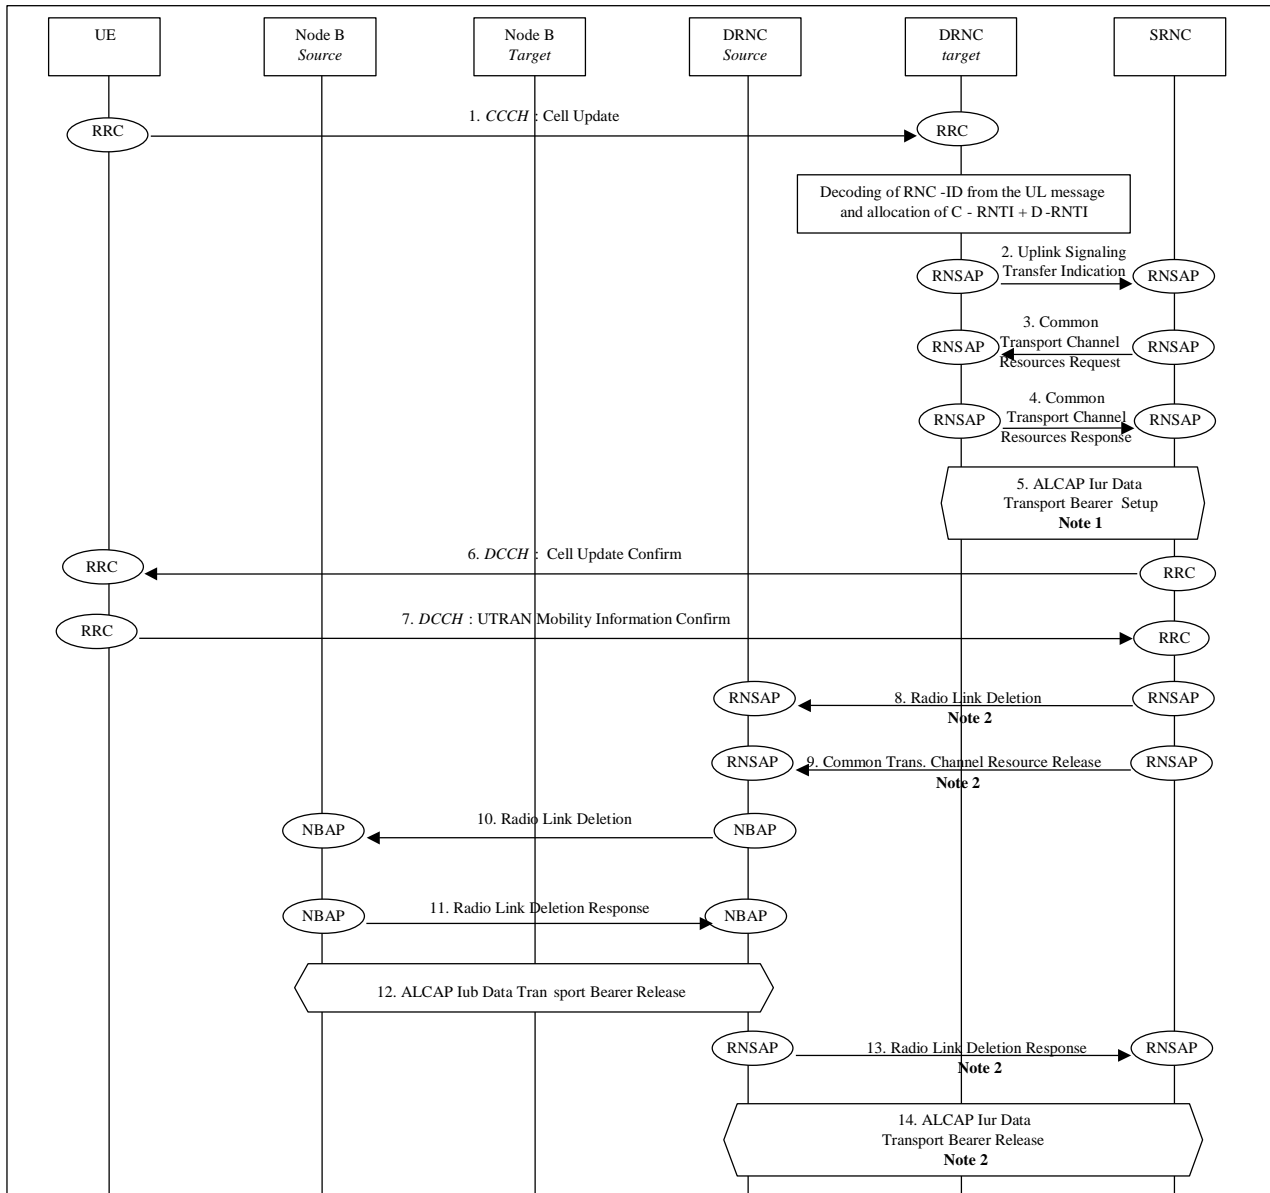 UE
Node B
Source
Node B
Target
DRNC
Source
DRNC
target
SRNC
1. CCCH : Cell Update
RRC
RRC
Decoding of RNC -ID from the UL message
and allocation of C - RNTI + D -RNTI
2. Uplink Signaling
Transfer Indication
RNSAP
RNSAP
3. Common
Transport Channel
Resources Request
RNSAP
RNSAP
4. Common
Transport Channel
Resources Response
RNSAP
RNSAP
5. ALCAP Iur Data
Transport Bearer Setup
Note 1
6. DCCH : Cell Update Confirm
RRC
RRC
7. DCCH : UTRAN Mobility Information Confirm
RRC
RRC
RNSAP
8. Radio Link Deletion
Note 2
RNSAP
RNSAP
9. Common Trans. Channel Resource Release
Note 2
RNSAP
10. Radio Link Deletion
NBAP
NBAP
11. Radio Link Deletion Response
NBAP
NBAP
12. ALCAP Iub Data Tran sport Bearer Release
RNSAP
13. Radio Link Deletion Response
Note 2
RNSAP
14. ALCAP Iur Data
Transport Bearer Release
Note 2